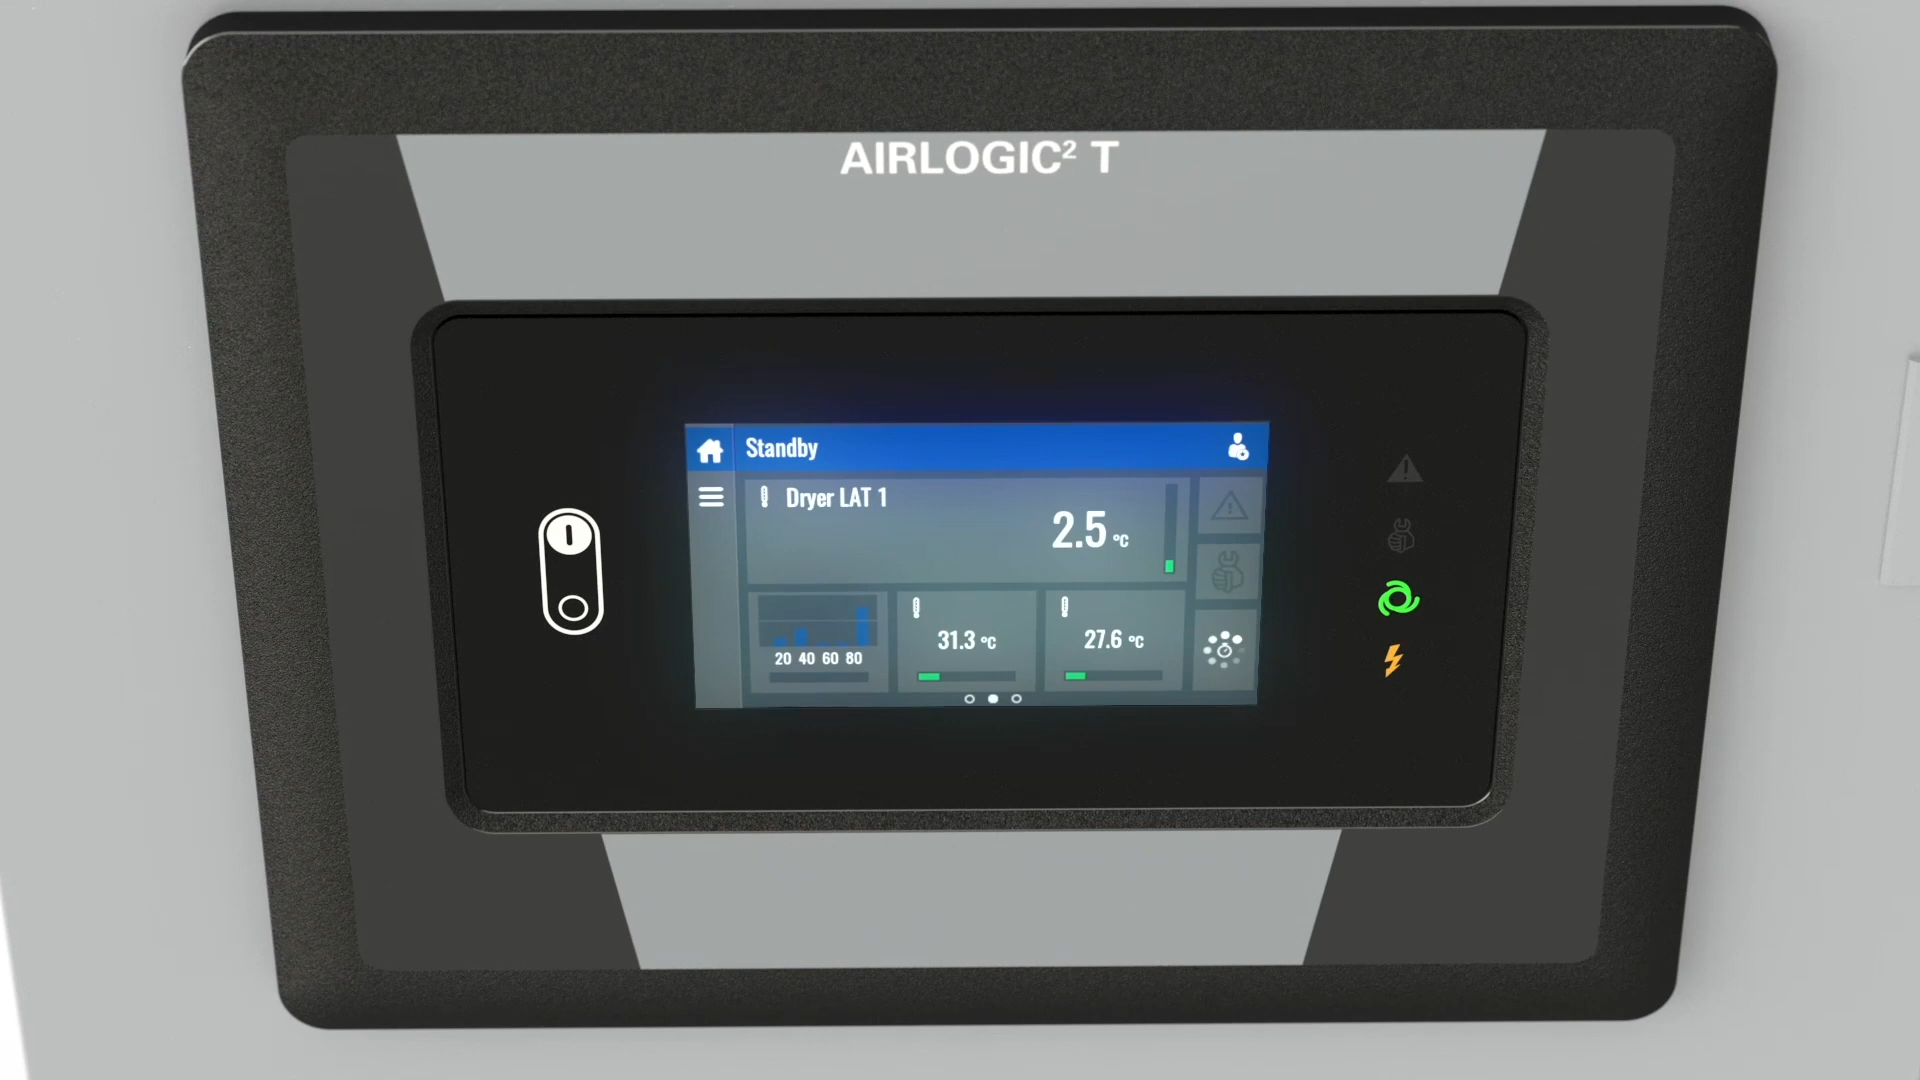 AIRLOGIC² T
Standby
Dryer LAT 1
2.5 °C
20 40 60 80
31.3 °C
27.6 °C